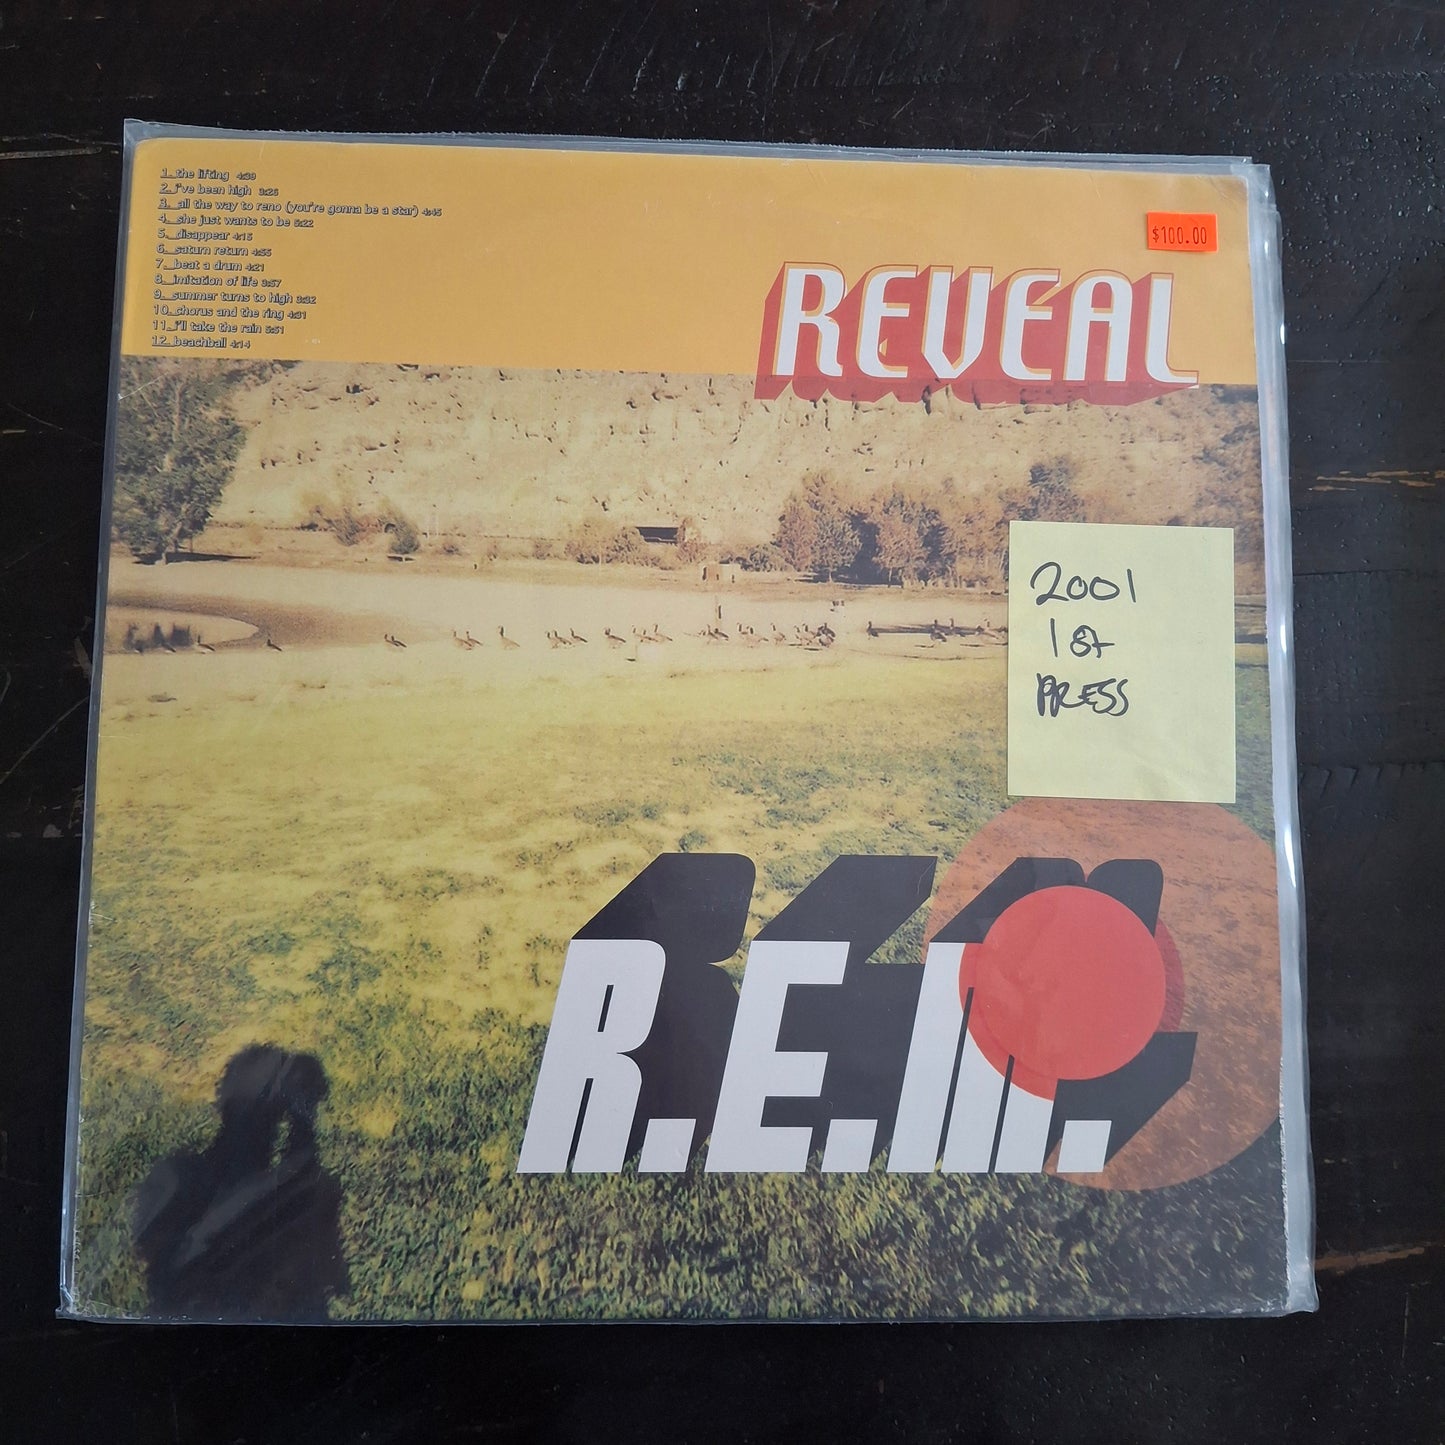 1._the lifting 4:39
2._i've been high 3:26
3._all the way to reno (you're gonna be a star) 4:45
4._she just wants to be 5:22
5._disappear 4:15
6._saturn return 4:55
7._beat a drum 4:21
8._imitation of life 3:57
9._summer turns to high 3:32
10._chorus and the ring 4:31
11._i'll take the rain 5:51
12._beachball 4:14
$100.00
REVEAL
2001
1st
PRESS
R.E.M.